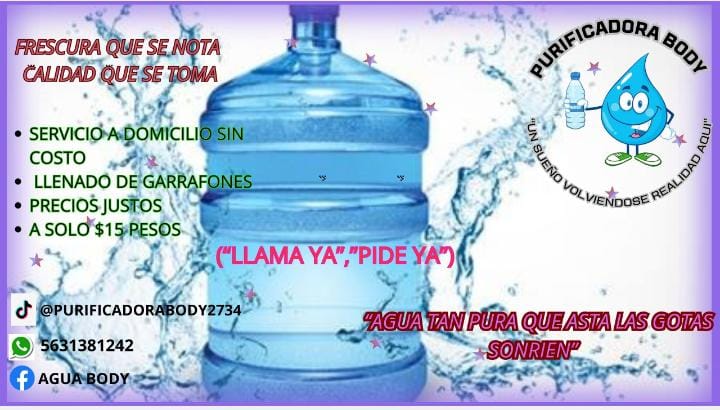 FRESCURA QUE SE NOTA
CALIDAD QUE SE TOMA
PURIFICADORA BODY
"UN SUEÑO VOLVIENDOSE REALIDAD AQUI"
• SERVICIO A DOMICILIO SIN
COSTO
• LLENADO DE GARRAFONES
• PRECIOS JUSTOS
• A SOLO $15 PESOS
("LLAMA YA","PIDE YA")
@PURIFICADORABODY2734
5631381242
AGUA BODY
"AGUA TAN PURA QUE ASTA LAS GOTAS
SONRIEN"